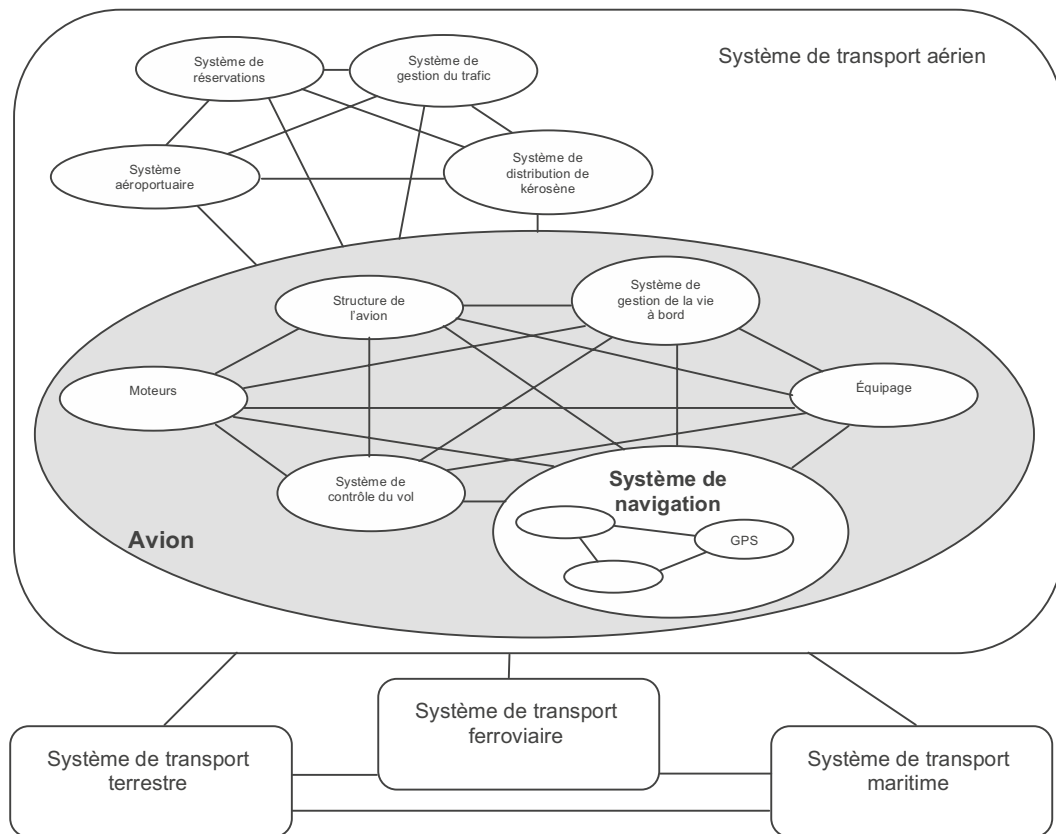 Système de
réservations
Système de
gestion du trafic
Système de transport aérien
Système
aéroportuaire
Système de
distribution de
kérosène
Structure de
l'avion
Système de
gestion de la vie
à bord
Moteurs
Équipage
Système de
contrôle du vol
Système de
navigation
GPS
Avion
Système de transport
terrestre
Système de transport
ferroviaire
Système de transport
maritime